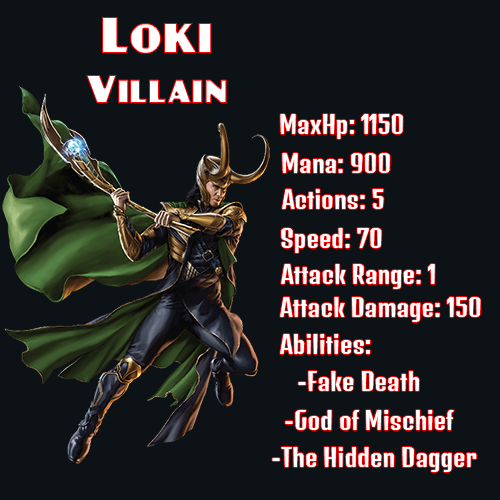 Loki
Villain
MaxHp: 1150
Mana: 900
Actions: 5
Speed: 70
Attack Range: 1
Attack Damage: 150
Abilities:
-Fake Death
-God of Mischief
-The Hidden Dagger